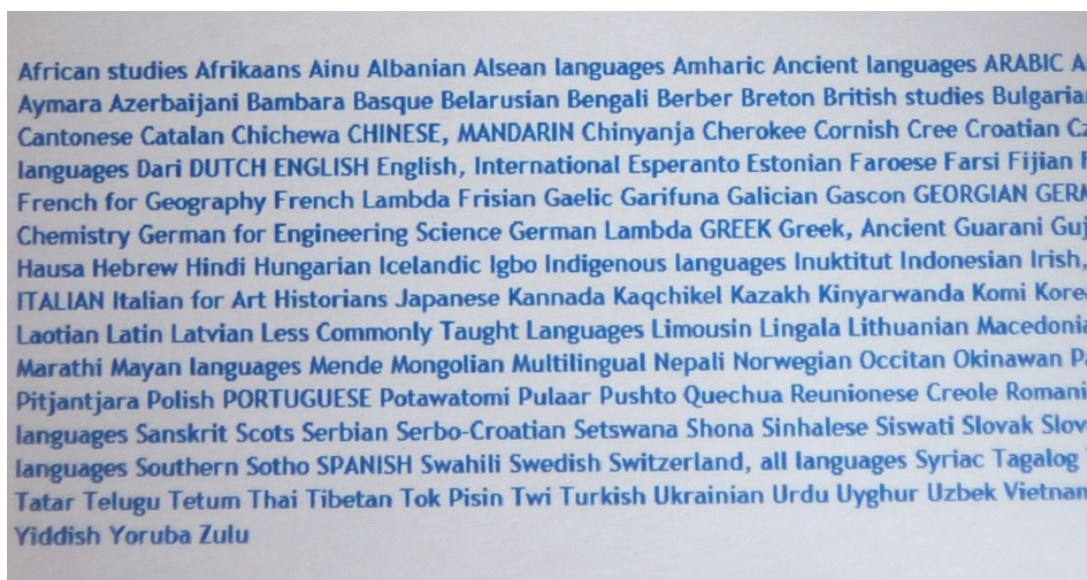 African studies Afrikaans Ainu Albanian Alsean languages Amharic Ancient languages ARABIC
Aymara Azerbaijani Bambara Basque Belarusian Bengali Berber Breton British studies
Cantonese Catalan Chichewa CHINESE, MANDARIN Chinyanja Cherokee Cornish Cree Croatian
languages Dari DUTCH ENGLISH English, International Esperanto Estonian Faroese Farsi Fijian
French for Geography French Lambda Frisian Gaelic Garifuna Galician Gascon GEORGIAN
Chemistry German for Engineering Science German Lambda GREEK Greek, Ancient Guarani
Hausa Hebrew Hindi Hungarian Icelandic Igbo Indigenous languages Inuktitut Indonesian Irish,
ITALIAN Italian for Art Historians Japanese Kannada Kaqchikel Kazakh Kinyarwanda Komi
Laotian Latin Latvian Less Commonly Taught Languages Limousin Lingala Lithuanian
Marathi Mayan languages Mende Mongolian Multilingual Nepali Norwegian Occitan Okinawan
Pitjantjara Polish PORTUGUESE Potawatomi Pulaar Pushto Quechua Reunionese Creole
languages Sanskrit Scots Serbian Serbo-Croatian Setswana Shona Sinhalese Siswati Slovak
languages Southern Sotho SPANISH Swahili Swedish Switzerland, all languages Syriac Tagalog
Tatar Telugu Tetum Thai Tibetan Tok Pisin Twi Turkish Ukrainian Urdu Uyghur Uzbek
Yiddish Yoruba Zulu